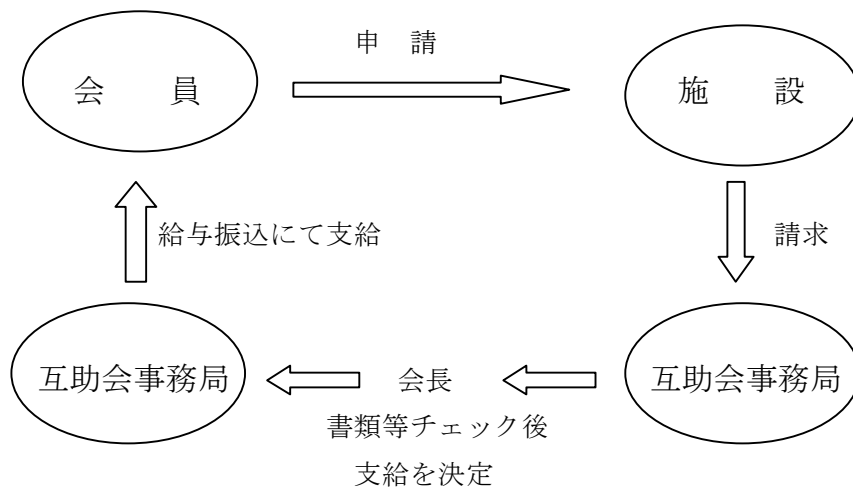 申　請
会　　員
施　　設
給与振込にて支給
請求
互助会事務局
会長
互助会事務局
書類等チェック後
支給を決定